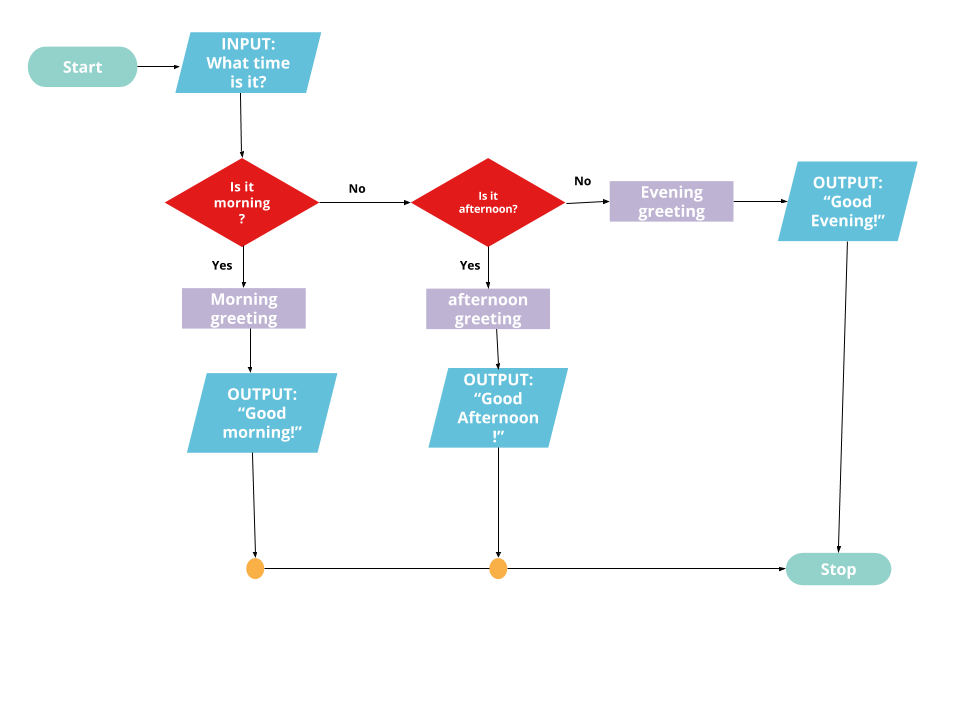 Start
INPUT:
What time
is it?
Is it
morning
?
No
Is it
afternoon?
No
Evening
greeting
OUTPUT:
“Good
Evening!”
Yes
Morning
greeting
Yes
afternoon
greeting
OUTPUT:
“Good
morning!”
OUTPUT:
“Good
Afternoon
!”
Stop